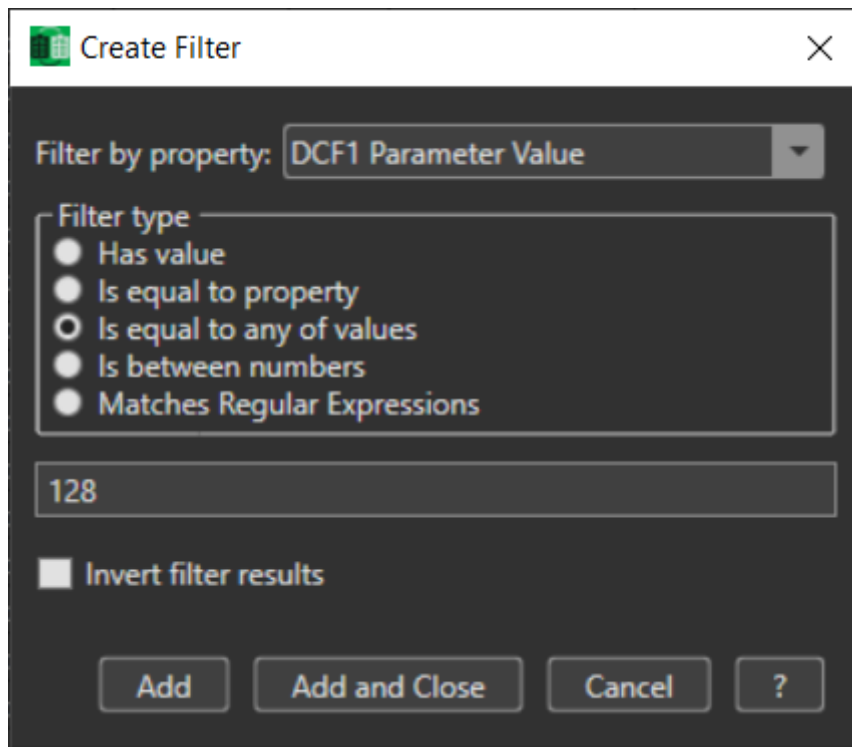 Create Filter
Filter by property: DCF1 Parameter Value
Filter type
Has value
Is equal to property
Is equal to any of values
Is between numbers
Matches Regular Expressions
128
Invert filter results
Add Add and Close Cancel ?